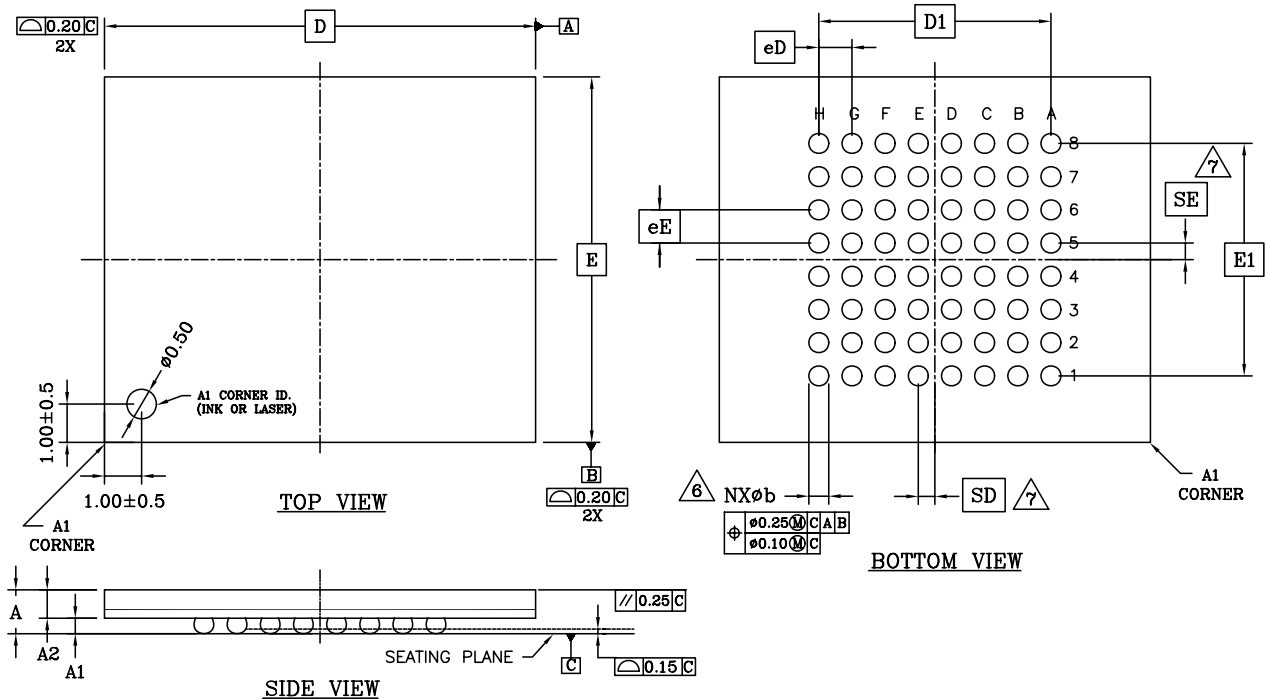 ⌓ 0.20 C
2X
D
A
E
1.00±0.5
ø0.50
A1 CORNER ID.
(INK OR LASER)
1.00±0.5
A1
CORNER
TOP VIEW
B
⌓ 0.20 C
2X
D1
eD
H G F E D C B A
8
7
6
5
4
3
2
1
7
SE
eE
E1
6 NXøb
SD 7
⌖ ø0.25Ⓜ C A B
ø0.10Ⓜ C
A1
CORNER
BOTTOM VIEW
A
A2
A1
// 0.25 C
SEATING PLANE
C
⌓ 0.15 C
SIDE VIEW